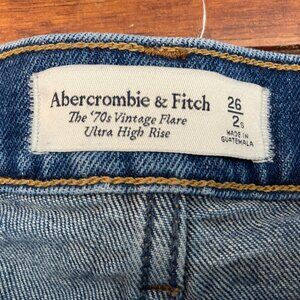 Abercrombie & Fitch
The '70s Vintage Flare
Ultra High Rise
26
2S
MADE IN
GUATEMALA